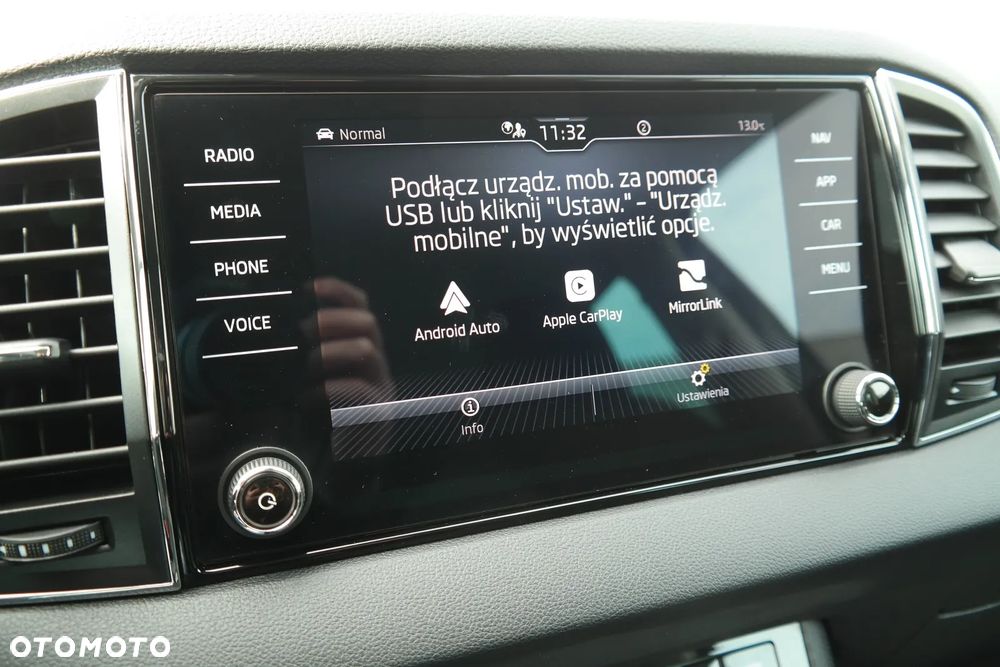 Normal
11:32
2
13.0°C
RADIO
MEDIA
PHONE
VOICE
NAV
APP
CAR
MENU
Podłącz urządz. mob. za pomocą
USB lub kliknij "Ustaw." – "Urządz.
mobilne", by wyświetlić opcje.
Android Auto
Apple CarPlay
MirrorLink
Info
Ustawienia
OTOMOTO